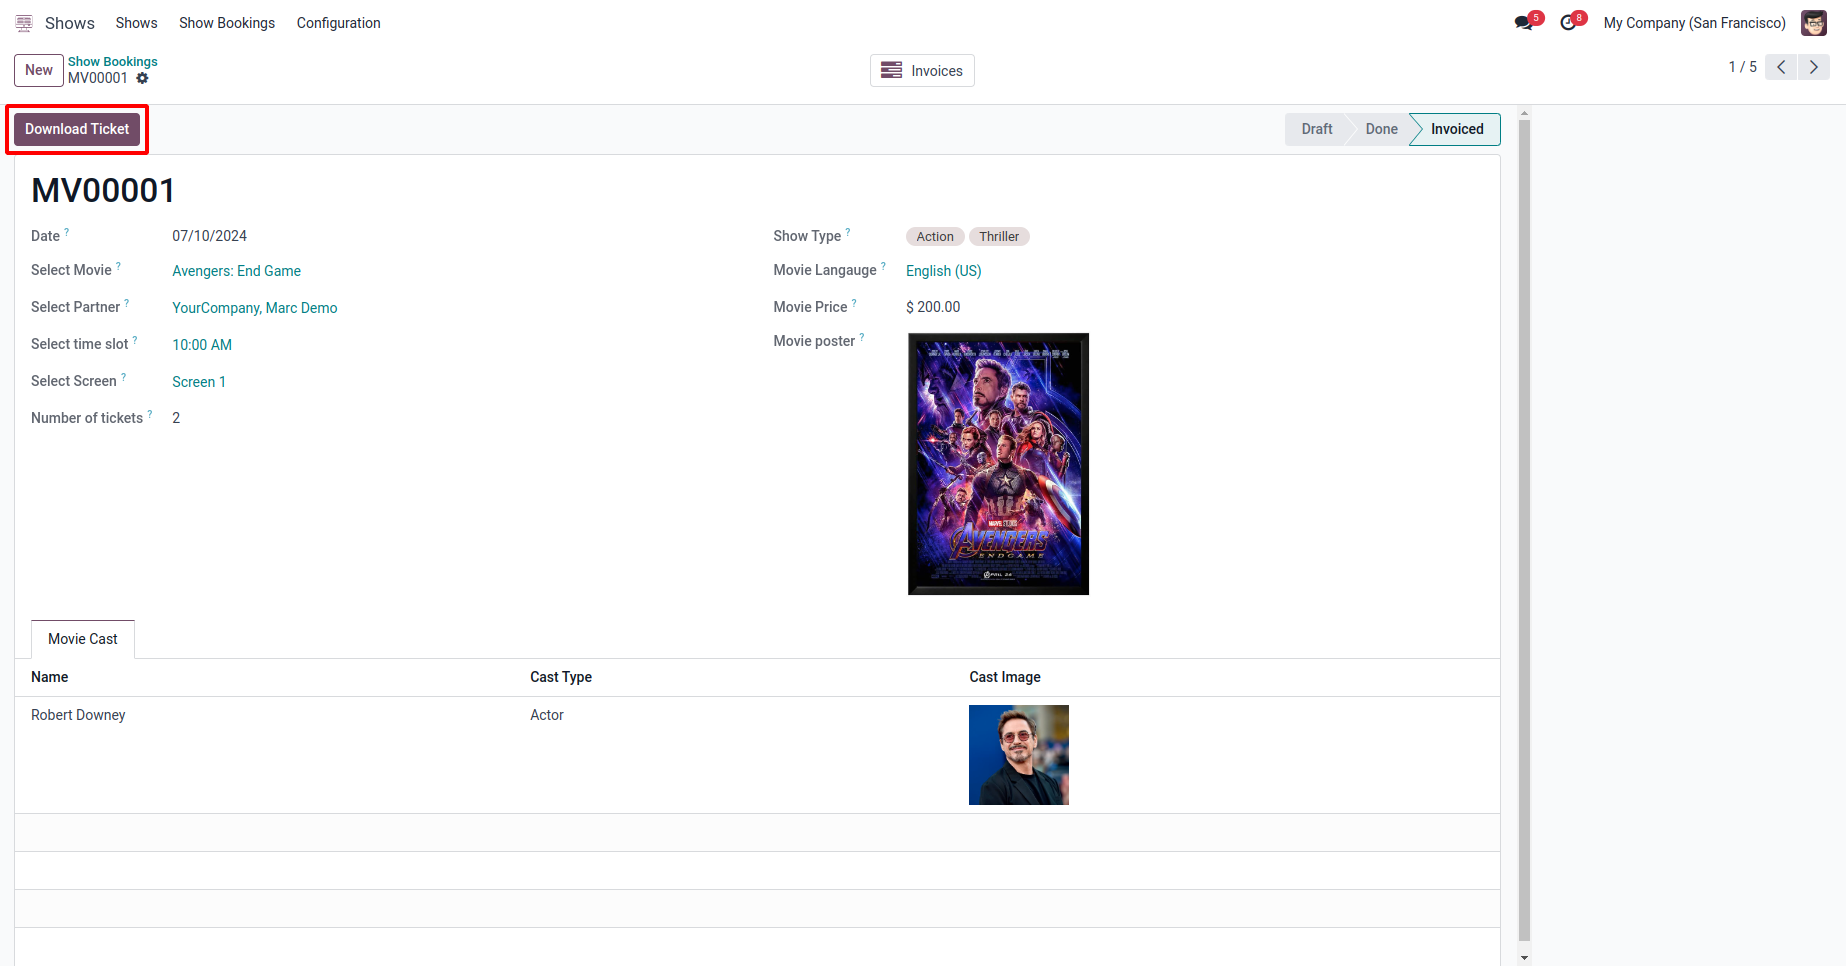 Shows Shows Show Bookings Configuration 5 8 My Company (San Francisco)
New Show Bookings Invoices 1 / 5
MV00001
Download Ticket Draft Done Invoiced
MV00001
Date ? 07/10/2024 Show Type ? Action Thriller
Select Movie ? Avengers: End Game Movie Langauge ? English (US)
Select Partner ? YourCompany, Marc Demo Movie Price ? $ 200.00
Select time slot ? 10:00 AM Movie poster ?
Select Screen ? Screen 1
Number of tickets ? 2
MARVEL STUDIOS
AVENGERS
ENDGAME
APRIL 26
Movie Cast
Name Cast Type Cast Image
Robert Downey Actor